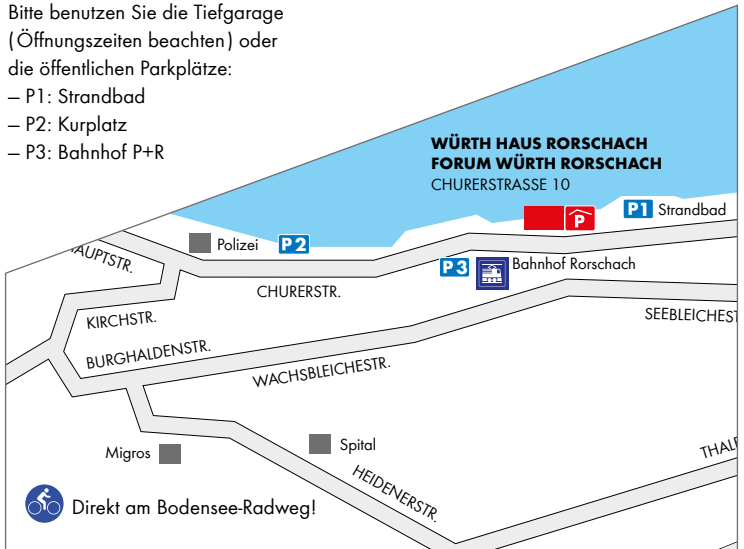 Bitte benutzen Sie die Tiefgarage
(Öffnungszeiten beachten) oder
die öffentlichen Parkplätze:
– P1: Strandbad
– P2: Kurplatz
– P3: Bahnhof P+R
WÜRTH HAUS RORSCHACH
FORUM WÜRTH RORSCHACH
CHURERSTRASSE 10
P
P1 Strandbad
Polizei P2
P3 Bahnhof Rorschach
HAUPTSTR.
CHURERSTR.
KIRCHSTR.
SEEBLEICHEST
BURGHALDENSTR.
WACHSBLEICHESTR.
Migros
Spital
THALE
HEIDENERSTR.
Direkt am Bodensee-Radweg!